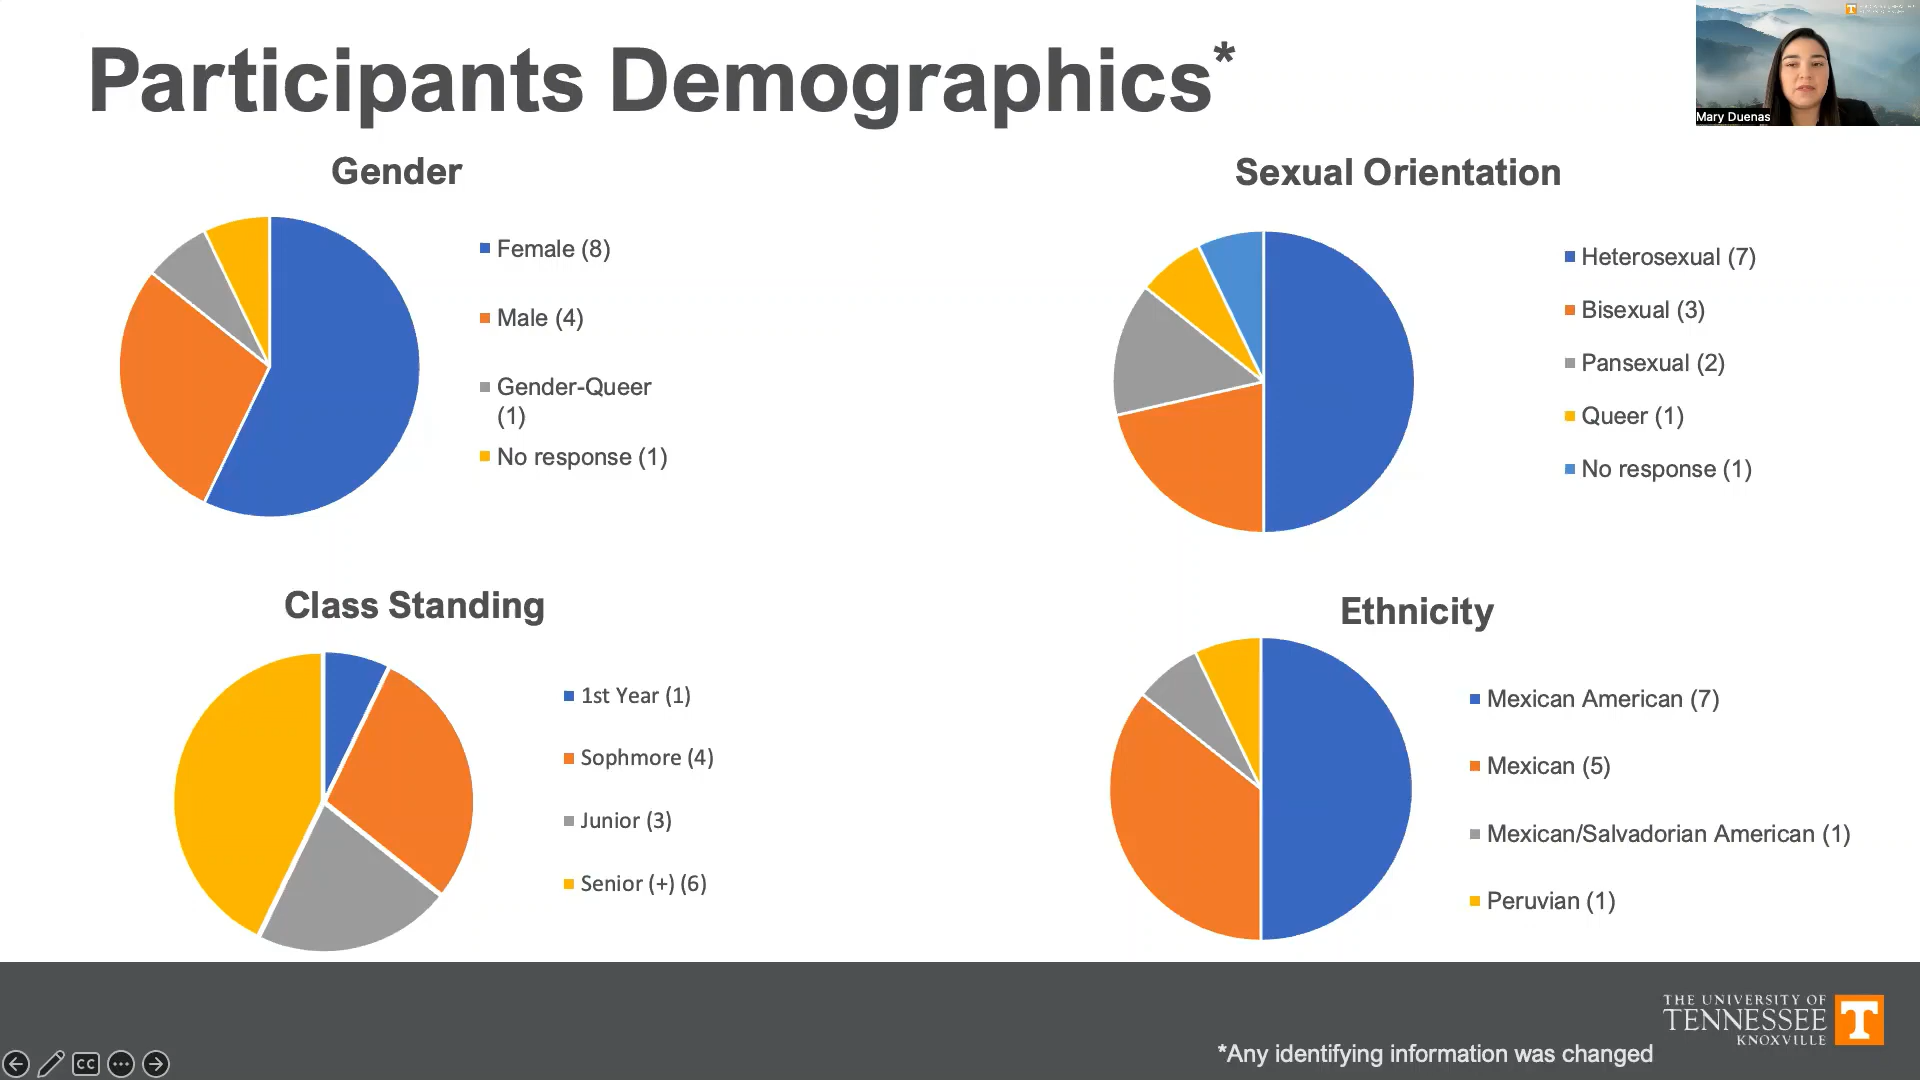 Participants Demographics*
Mary Duenas
Gender
Female (8)
Male (4)
Gender-Queer
(1)
No response (1)
Sexual Orientation
Heterosexual (7)
Bisexual (3)
Pansexual (2)
Queer (1)
No response (1)
Class Standing
1st Year (1)
Sophmore (4)
Junior (3)
Senior (+) (6)
Ethnicity
Mexican American (7)
Mexican (5)
Mexican/Salvadorian American (1)
Peruvian (1)
THE UNIVERSITY OF
TENNESSEE
KNOXVILLE
T
*Any identifying information was changed
CC